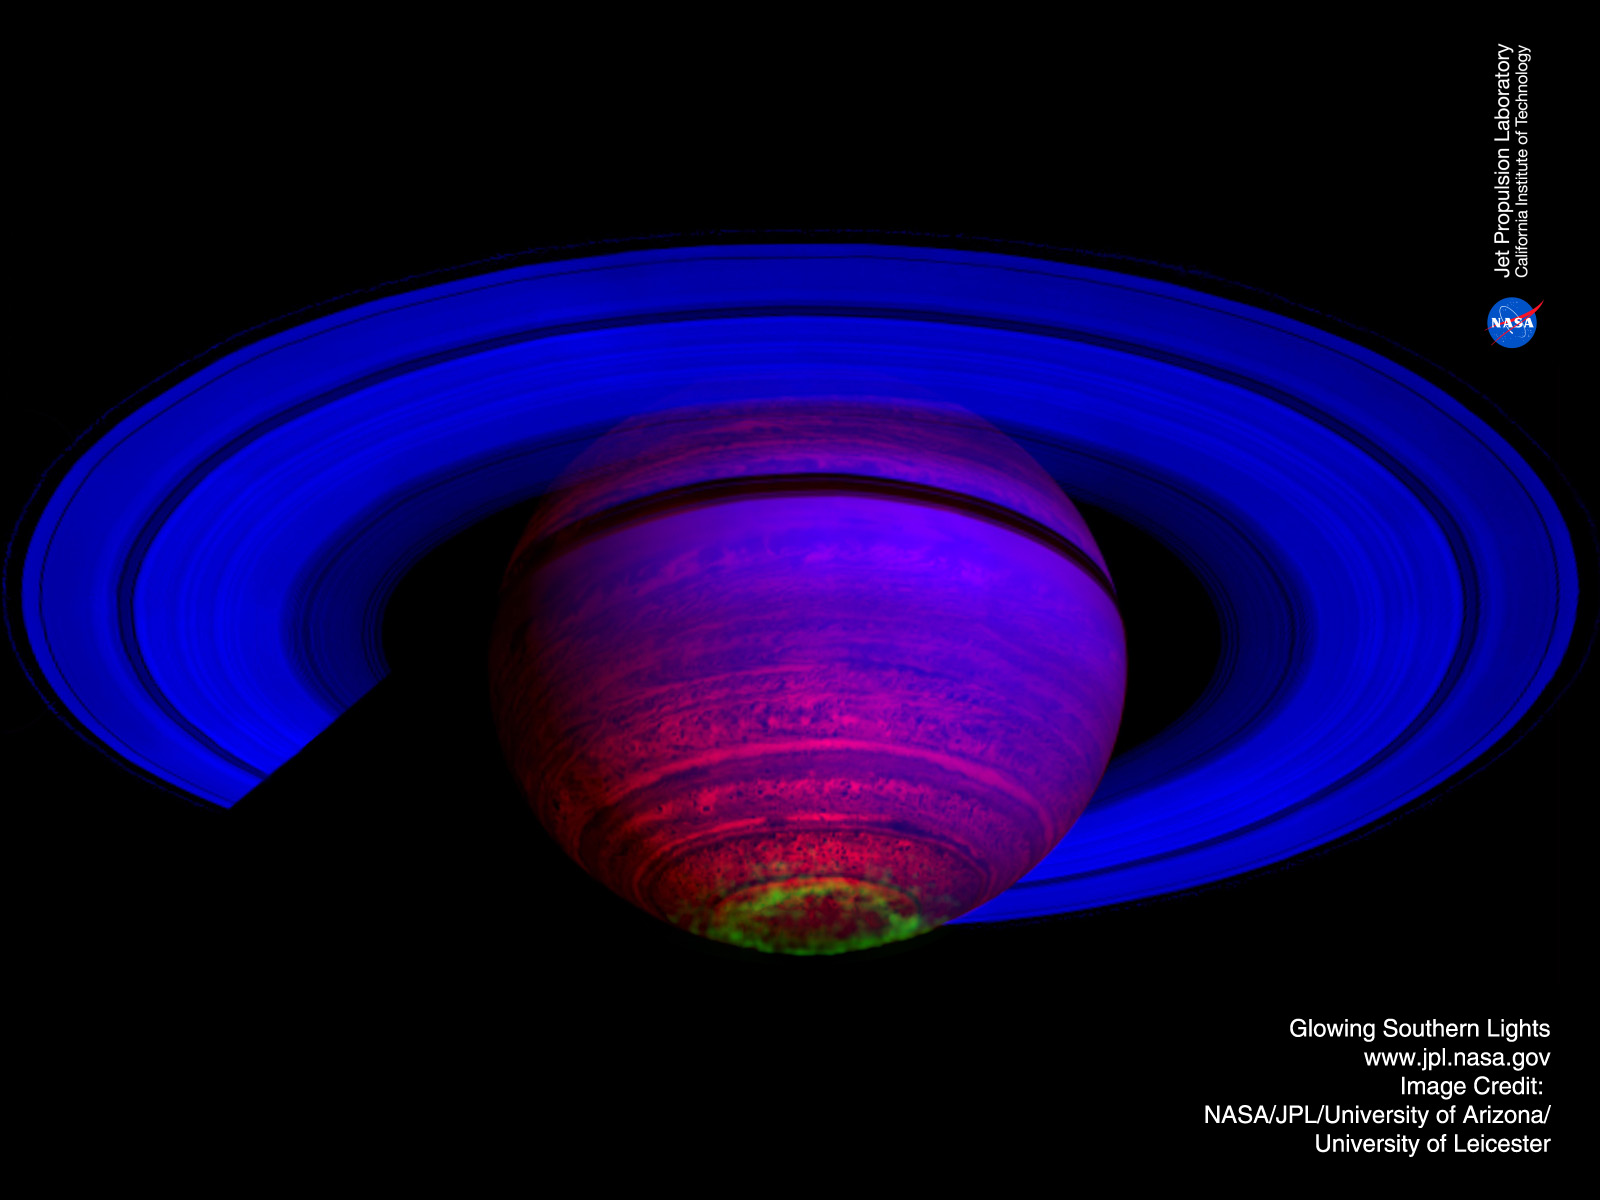 Jet Propulsion Laboratory
California Institute of Technology
NASA
Glowing Southern Lights
www.jpl.nasa.gov
Image Credit:
NASA/JPL/University of Arizona/
University of Leicester